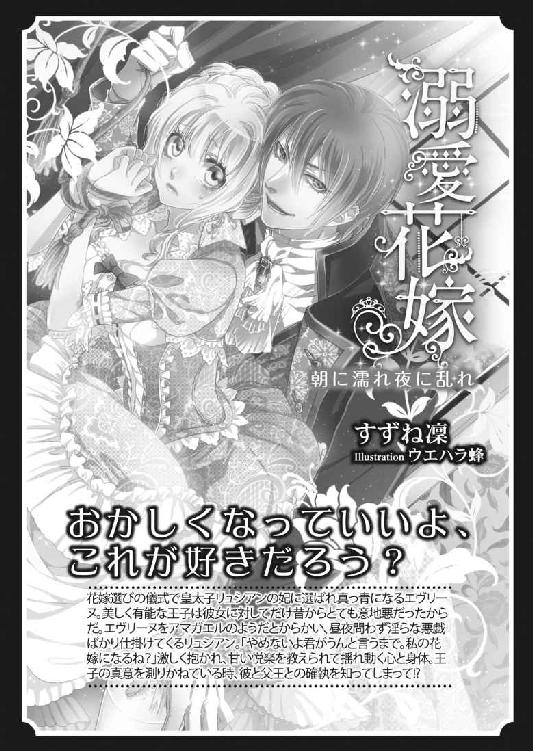 溺愛花嫁
朝に濡れ夜に乱れ
すずね凜
Illustration ウエハラ蜂
おかしくなっていいよ、
これが好きだろう？
花嫁選びの儀式で皇太子リュシアンの妃に選ばれ真っ青になるエヴリー
ヌ。美しく有能な王子は彼女に対してだけ昔からとても意地悪だったから
だ。エヴリーヌをアマガエルのようだとからかい、昼夜問わず淫らな悪戯
ばかり仕掛けてくるリュシアン。「やめないよ君がうんと言うまで。私の花
嫁になるね?」激しく抱かれ、甘い悦楽を教えられて揺れ動く心と身体。王
子の真意を測りかねている時、彼と父王との確執を知ってしまって!?